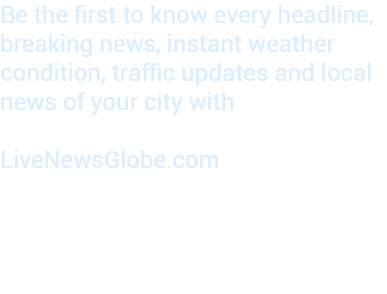 Be the first to know every headline,
breaking news, instant weather
condition, traffic updates and local
news of your city with
LiveNewsGlobe.com